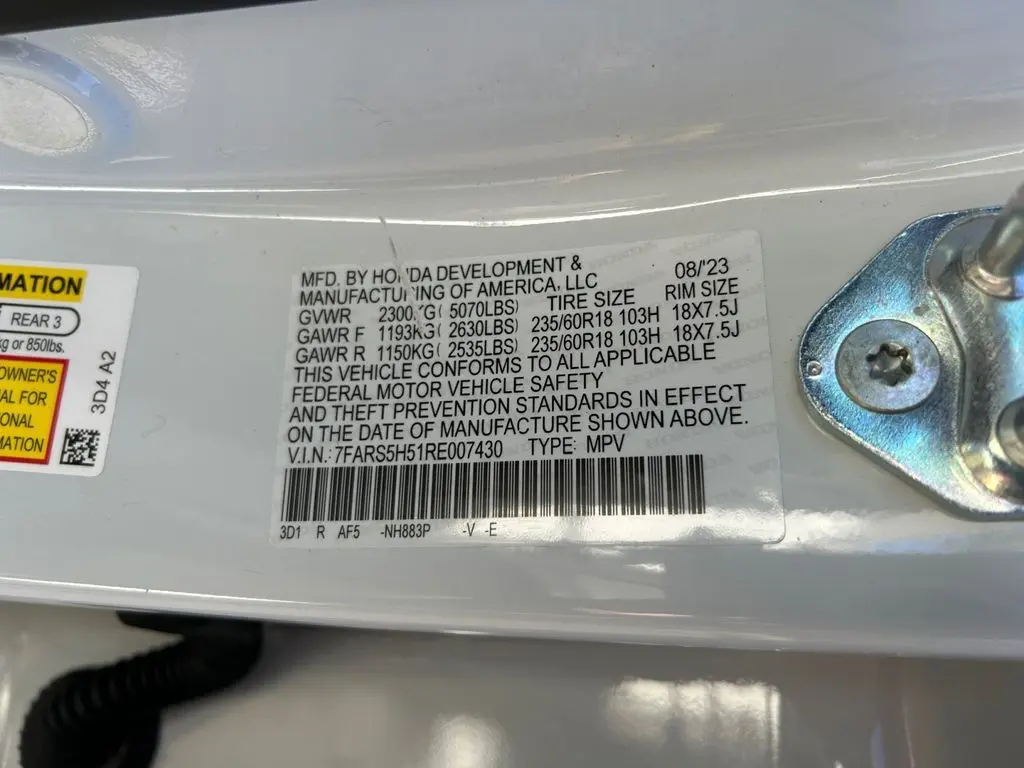 MATION
REAR 3
kg or 850lbs.
OWNER'S
AL FOR
ONAL
MATION
3D4 A2
MFD. BY HONDA DEVELOPMENT &
MANUFACTURING OF AMERICA, LLC 08/'23
GVWR 2300KG( 5070LBS) TIRE SIZE RIM SIZE
GAWR F 1193KG( 2630LBS) 235/60R18 103H 18X7.5J
GAWR R 1150KG( 2535LBS) 235/60R18 103H 18X7.5J
THIS VEHICLE CONFORMS TO ALL APPLICABLE
FEDERAL MOTOR VEHICLE SAFETY
AND THEFT PREVENTION STANDARDS IN EFFECT
ON THE DATE OF MANUFACTURE SHOWN ABOVE.
V.I.N.:7FARS5H51RE007430 TYPE: MPV
3D1 R AF5 -NH883P -V -E